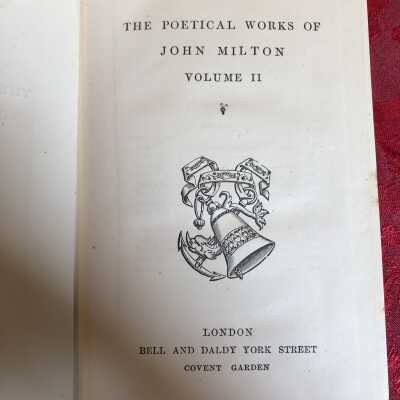 THE POETICAL WORKS OF
JOHN MILTON
VOLUME II
LONDON
BELL AND DALDY YORK STREET
COVENT GARDEN